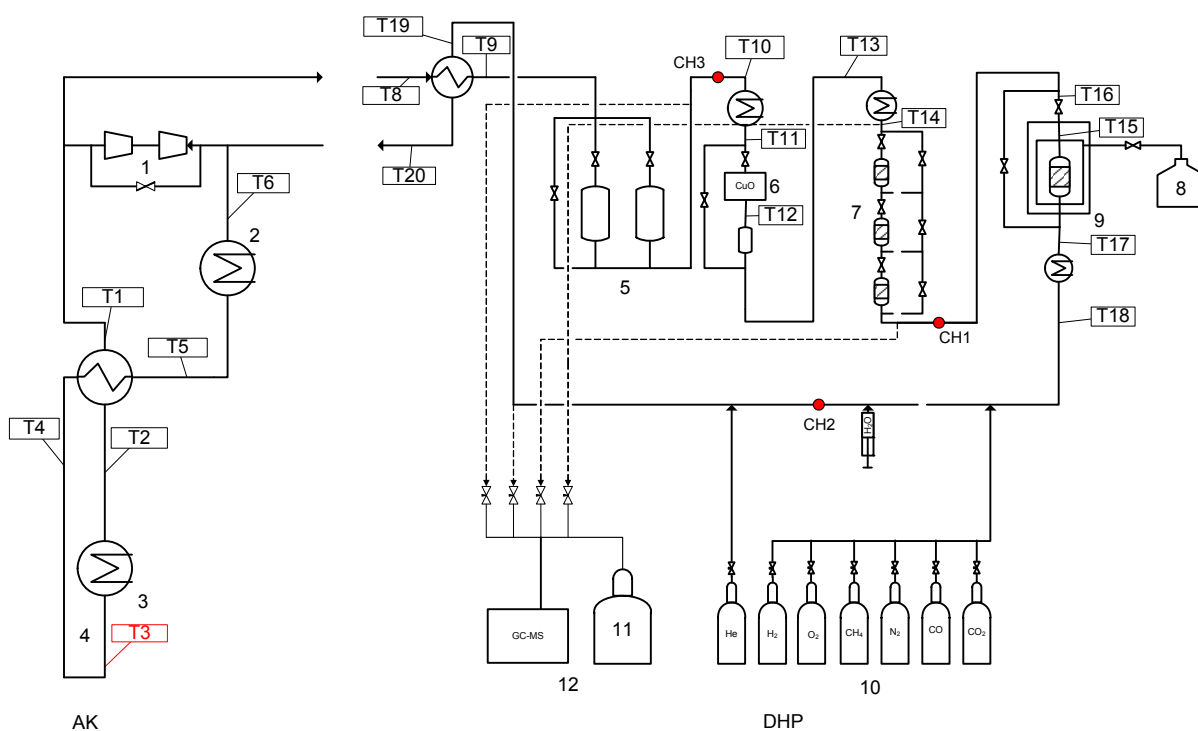 T19
T9
T10
T13
CH3
T8
T16
T14
T15
T11
1
T20
CuO
6
T6
8
7
T12
9
2
T17
5
T1
T18
CH1
T5
CH2
T4
T2
H₂O
3
4
T3
GC-MS
11
He
H₂
O₂
CH₄
N₂
CO
CO₂
12
10
AK
DHP